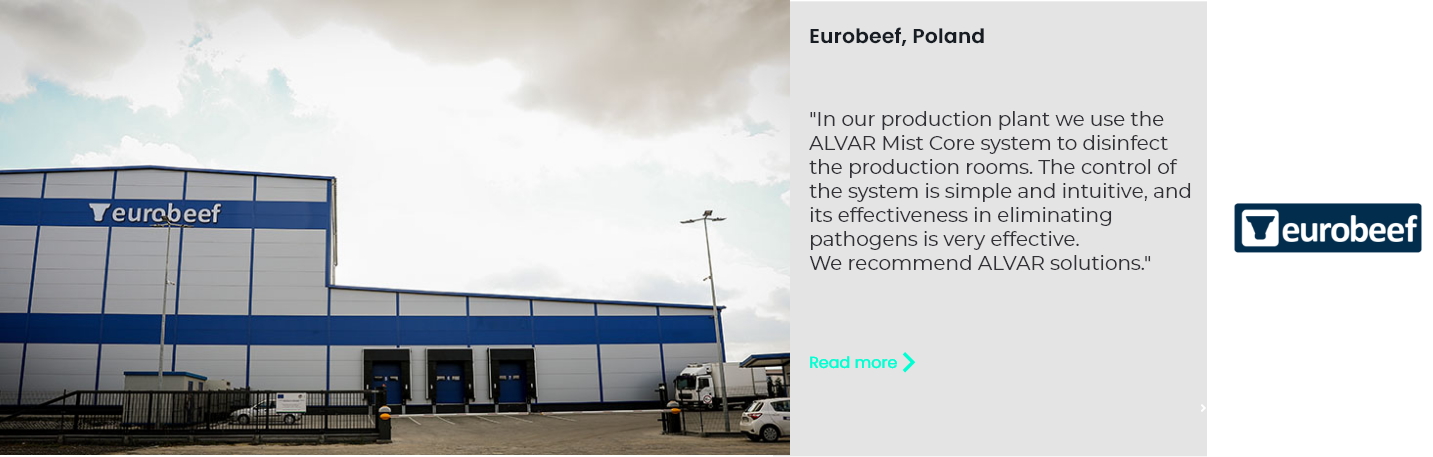 eurobeef
Eurobeef, Poland
"In our production plant we use the
ALVAR Mist Core system to disinfect
the production rooms. The control of
the system is simple and intuitive, and
its effectiveness in eliminating
pathogens is very effective.
We recommend ALVAR solutions."
Read more
eurobeef